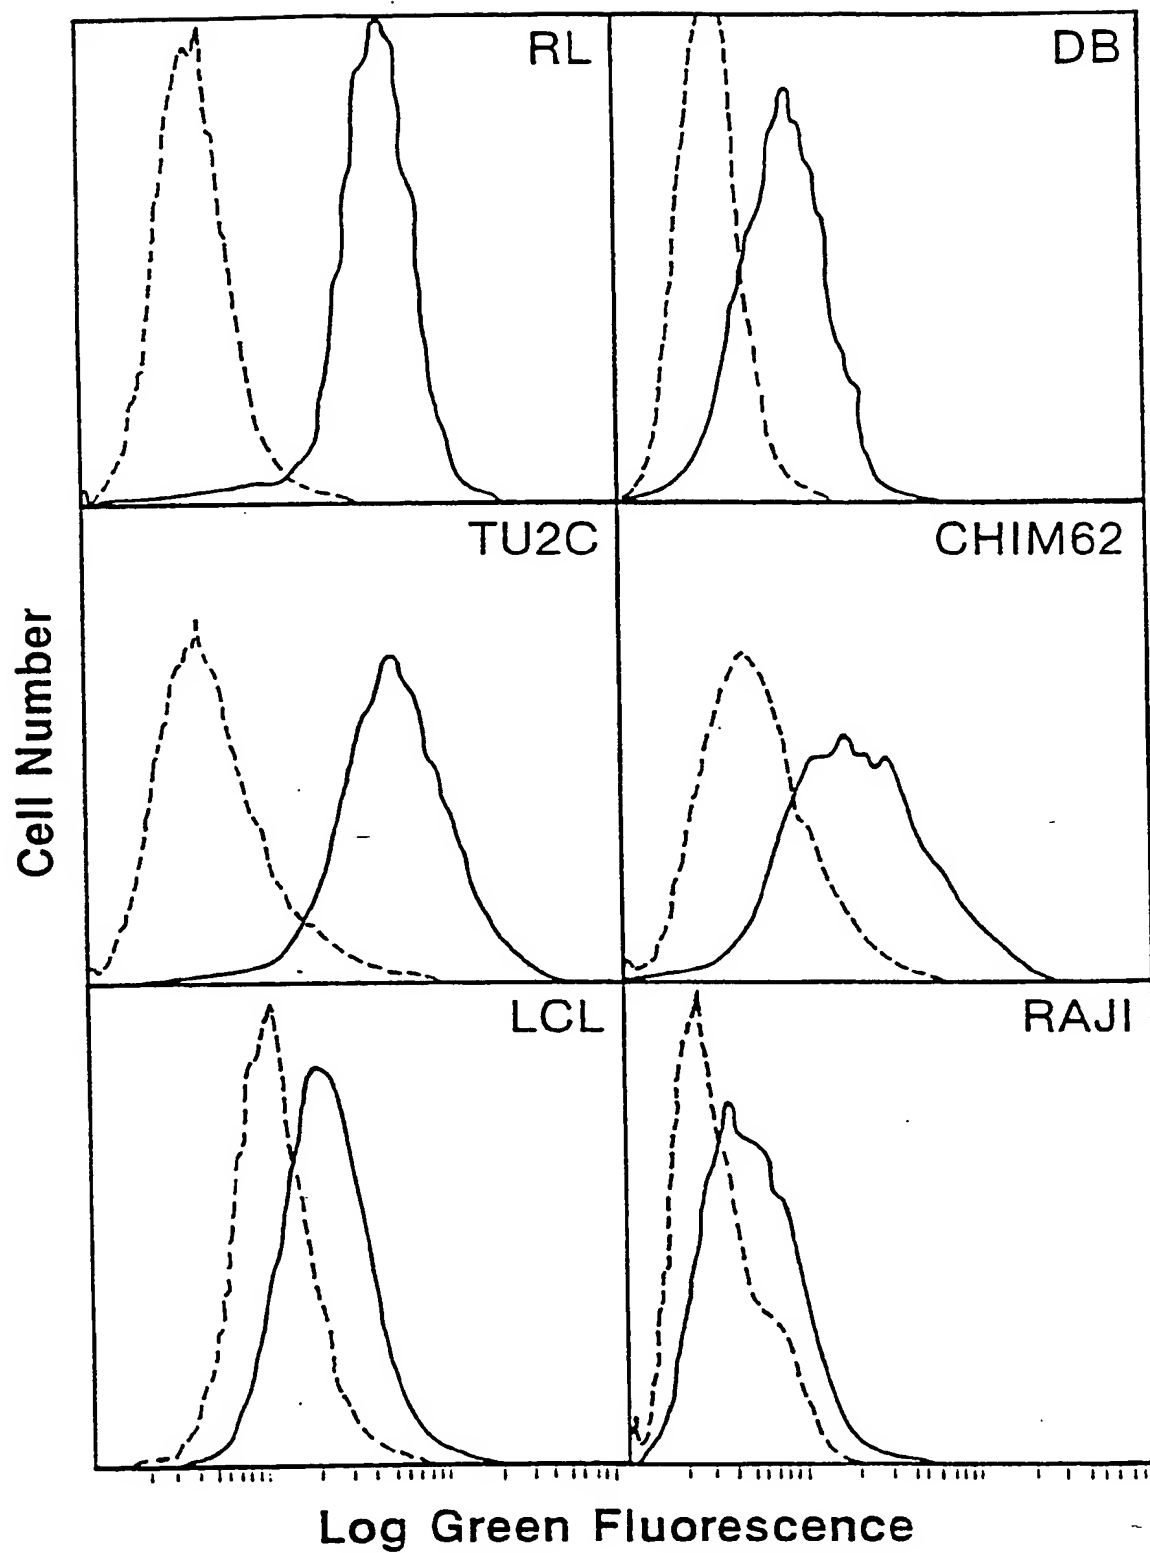 RL
DB
TU2C
CHIM62
Cell Number
LCL
RAJI
Log Green Fluorescence